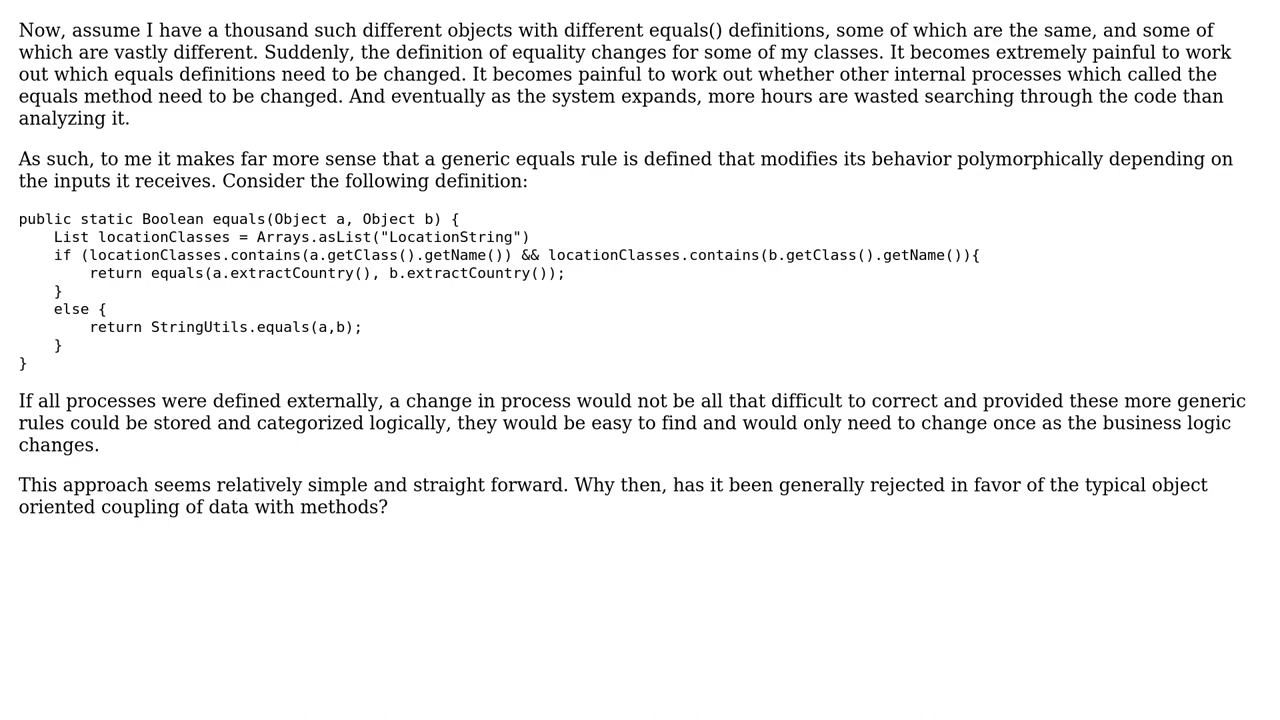 Now, assume I have a thousand such different objects with different equals() definitions, some of which are the same, and some of
which are vastly different. Suddenly, the definition of equality changes for some of my classes. It becomes extremely painful to work
out which equals definitions need to be changed. It becomes painful to work out whether other internal processes which called the
equals method need to be changed. And eventually as the system expands, more hours are wasted searching through the code than
analyzing it.
As such, to me it makes far more sense that a generic equals rule is defined that modifies its behavior polymorphically depending on
the inputs it receives. Consider the following definition:
public static Boolean equals(Object a, Object b) {
    List locationClasses = Arrays.asList("LocationString")
    if (locationClasses.contains(a.getClass().getName()) && locationClasses.contains(b.getClass().getName()){
        return equals(a.extractCountry(), b.extractCountry());
    }
    else {
        return StringUtils.equals(a,b);
    }
}
If all processes were defined externally, a change in process would not be all that difficult to correct and provided these more generic
rules could be stored and categorized logically, they would be easy to find and would only need to change once as the business logic
changes.
This approach seems relatively simple and straight forward. Why then, has it been generally rejected in favor of the typical object
oriented coupling of data with methods?